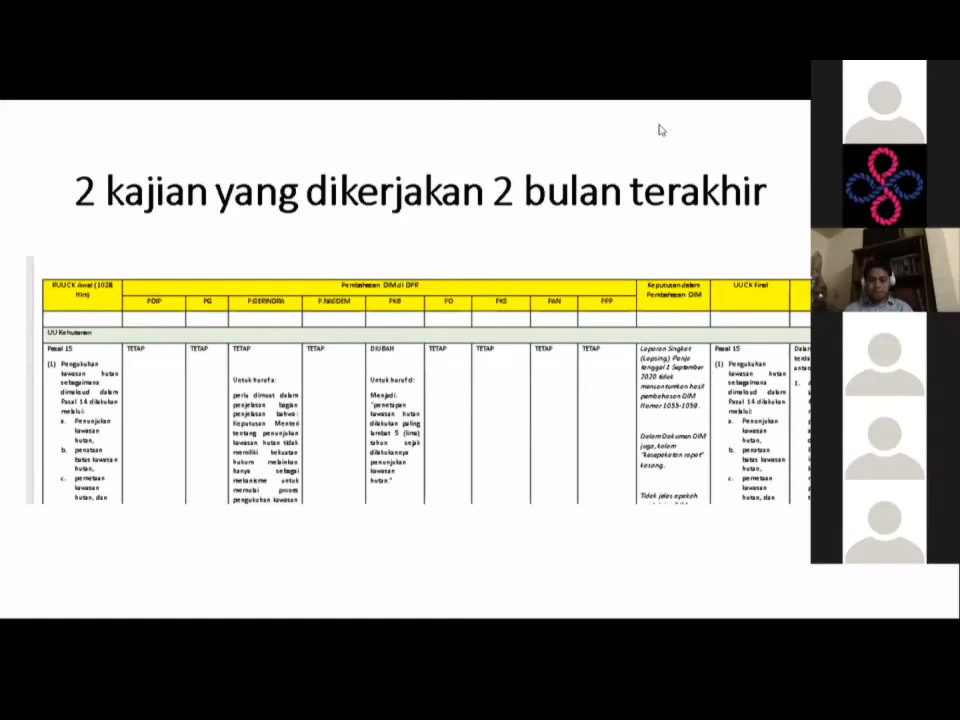 2 kajian yang dikerjakan 2 bulan terakhir
RUUCK Awal (1028
Hlm)
Pembahasan DIM di DPR
Keputusan dalam
Pembahasan DIM
UUCK Final
PDIP
PG
P.GERINDRA
P.NASDEM
PKB
PD
PKS
PAN
PPP
UU Kehutanan
Pasal 15
(1) Pengukuhan
kawasan hutan
sebagaimana
dimaksud dalam
Pasal 14 dilakukan
melalui:
a. Penunjukan
kawasan
hutan,
b. penataan
batas kawasan
hutan,
c. pemetaan
kawasan
hutan, dan
TETAP
TETAP
TETAP
Untuk huruf a:
perlu dimuat dalam
penjelasan bagian
penjelasan bahwa:
Keputusan Menteri
tentang penunjukan
kawasan hutan tidak
memiliki kekuatan
hukum melainkan
hanya sebagai
mekanisme untuk
memulai proses
pengukuhan kawasan
TETAP
DIUBAH
Untuk huruf d:
Menjadi:
"penetapan
kawasan hutan
dilakukan paling
lambat 5 (lima)
tahun sejak
dilakukannya
penunjukan
kawasan
hutan."
TETAP
TETAP
TETAP
TETAP
Laporan Singkat
(Lapsing) Panja
tanggal 1 September
2020 tidak
mencantumkan hasil
pembahasan DIM
Nomor 1055-1059.
Dalam Dokumen DIM
juga, kolom
"kesepakatan rapat"
kosong.
Tidak jelas apakah
Pasal 15
(1) Pengukuhan
kawasan hutan
sebagaimana
dimaksud dalam
Pasal 14 dilakukan
melalui:
a. Penunjukan
kawasan
hutan,
b. penataan
batas kawasan
hutan,
c. pemetaan
kawasan
hutan, dan
1.